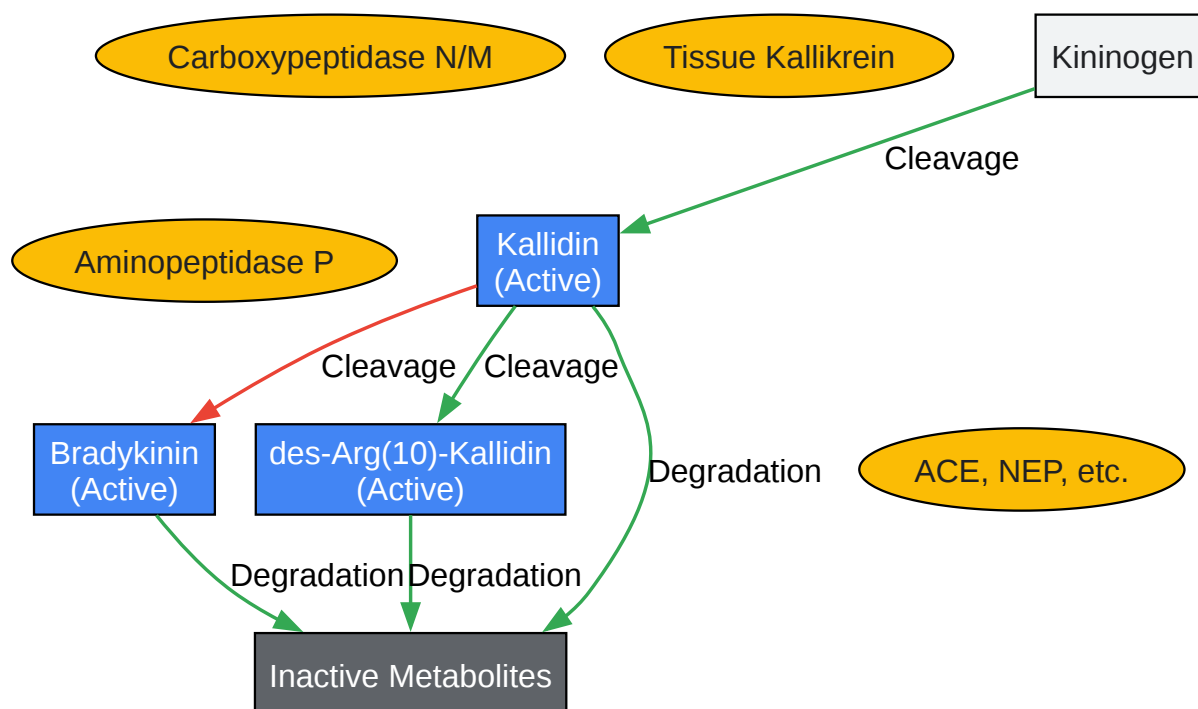 Carboxypeptidase N/M
Tissue Kallikrein
Kininogen
Cleavage
Kallidin
(Active)
Aminopeptidase P
Cleavage
Cleavage
Bradykinin
(Active)
des-Arg(10)-Kallidin
(Active)
Degradation
ACE, NEP, etc.
Degradation
Degradation
Inactive Metabolites